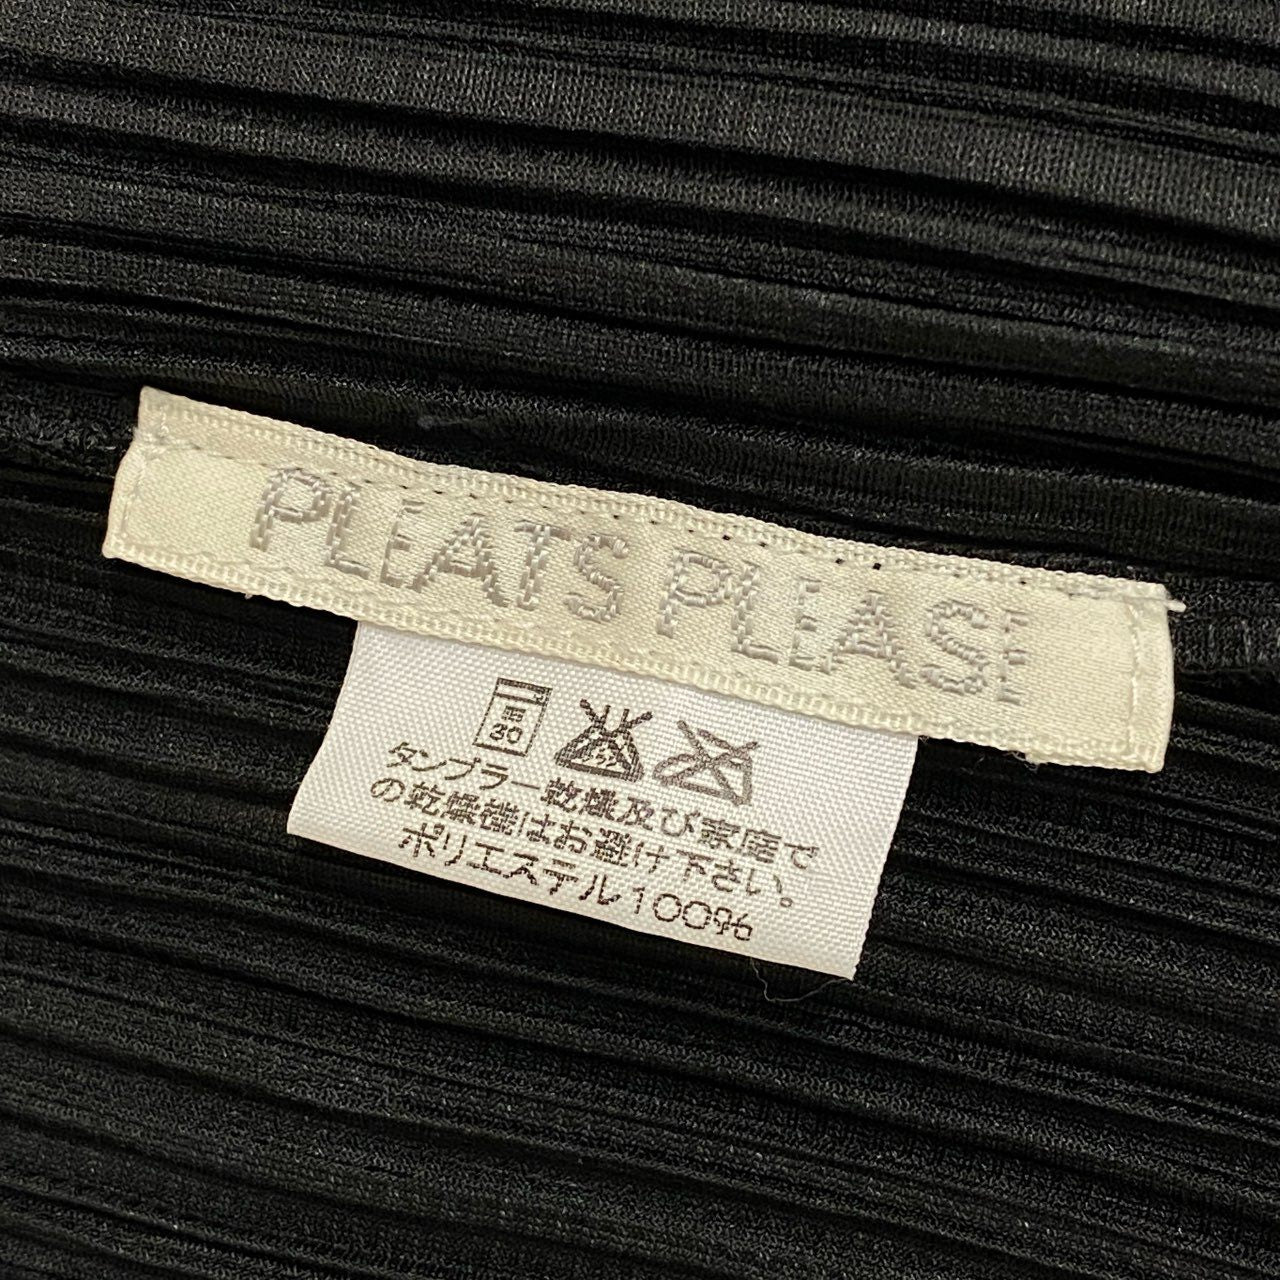 PLEATS PLEASE
30
タンブラー乾燥及び家庭で
の乾燥機はお避け下さい。
ポリエステル100%